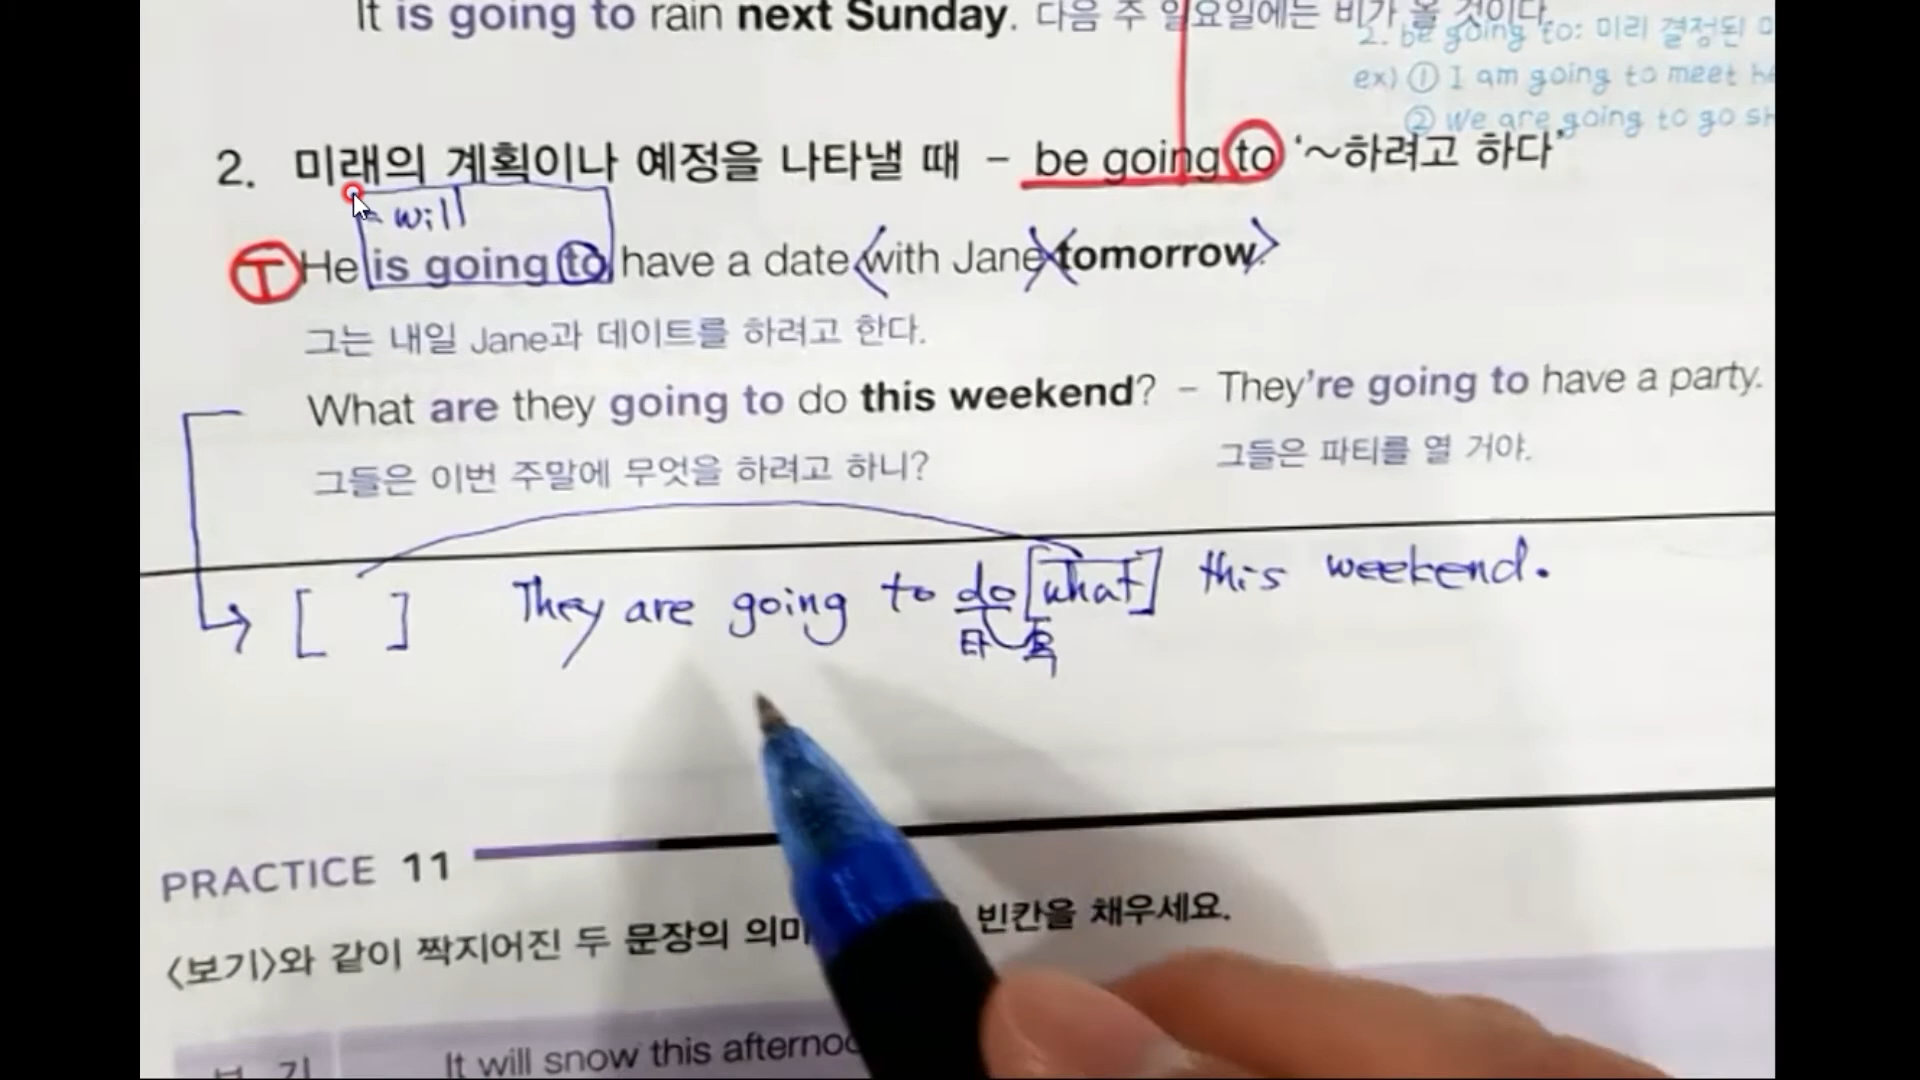 It is going to rain next Sunday. 다음 주 일요일에는 비가 올 것이다.
2. be going to: 미리 결정된
ex) ① I am going to meet
② we are going to go
2. 미래의 계획이나 예정을 나타낼 때 - be going to '~하려고 하다'
= will
T He is going to have a date with Jane tomorrow.
그는 내일 Jane과 데이트를 하려고 한다.
What are they going to do this weekend? - They're going to have a party.
그들은 이번 주말에 무엇을 하려고 하니? 그들은 파티를 열 거야.
[ ] They are going to do [what] this weekend.
타 목
PRACTICE 11
<보기>와 같이 짝지어진 두 문장의 빈칸을 채우세요.
보 기 It will snow this